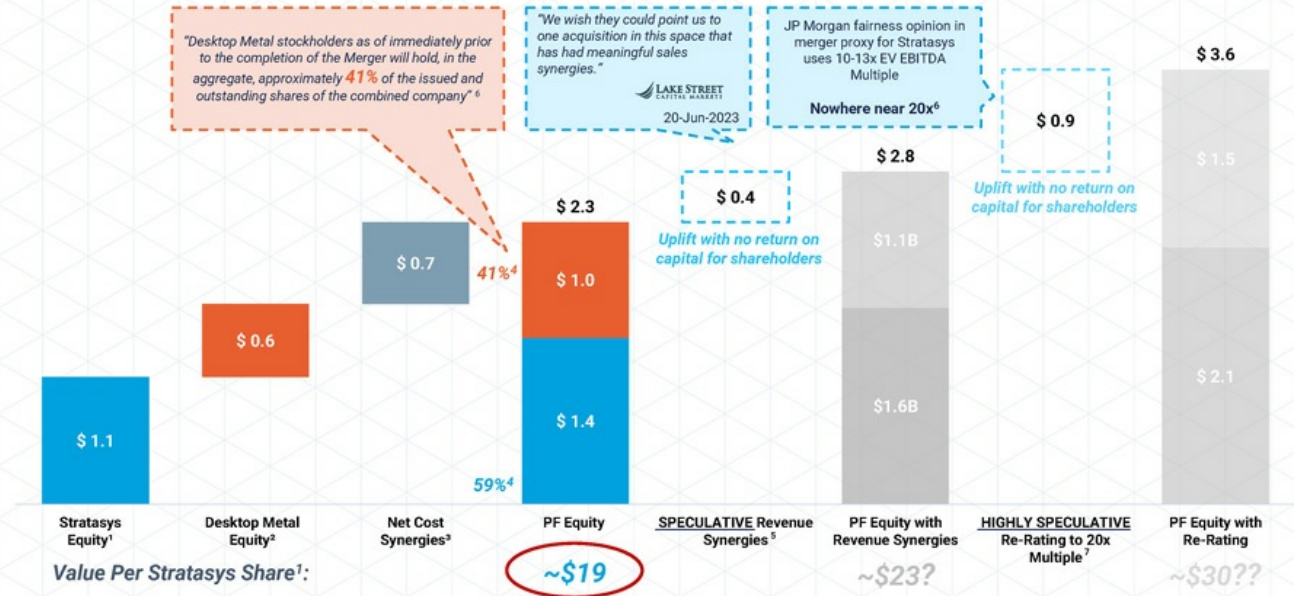 "Desktop Metal stockholders as of immediately prior
to the completion of the Merger will hold, in the
aggregate, approximately 41% of the issued and
outstanding shares of the combined company" ⁶
"We wish they could point us to
one acquisition in this space that
has had meaningful sales
synergies."
LAKE STREET
CAPITAL MARKETS
20-Jun-2023
JP Morgan fairness opinion in
merger proxy for Stratasys
uses 10-13x EV EBITDA
Multiple
Nowhere near 20x⁶
$ 3.6
$ 0.9
$ 1.5
Uplift with no return on
capital for shareholders
$ 2.8
$ 0.4
Uplift with no return on
capital for shareholders
$1.1B
$ 2.3
$ 0.7
41%⁴
$ 1.0
$ 0.6
$ 2.1
$ 1.1
$ 1.4
$1.6B
59%⁴
Stratasys
Equity¹
Desktop Metal
Equity²
Net Cost
Synergies³
PF Equity
SPECULATIVE Revenue
Synergies ⁵
PF Equity with
Revenue Synergies
HIGHLY SPECULATIVE
Re-Rating to 20x
Multiple ⁷
PF Equity with
Re-Rating
Value Per Stratasys Share¹:
~$19
~$23?
~$30??